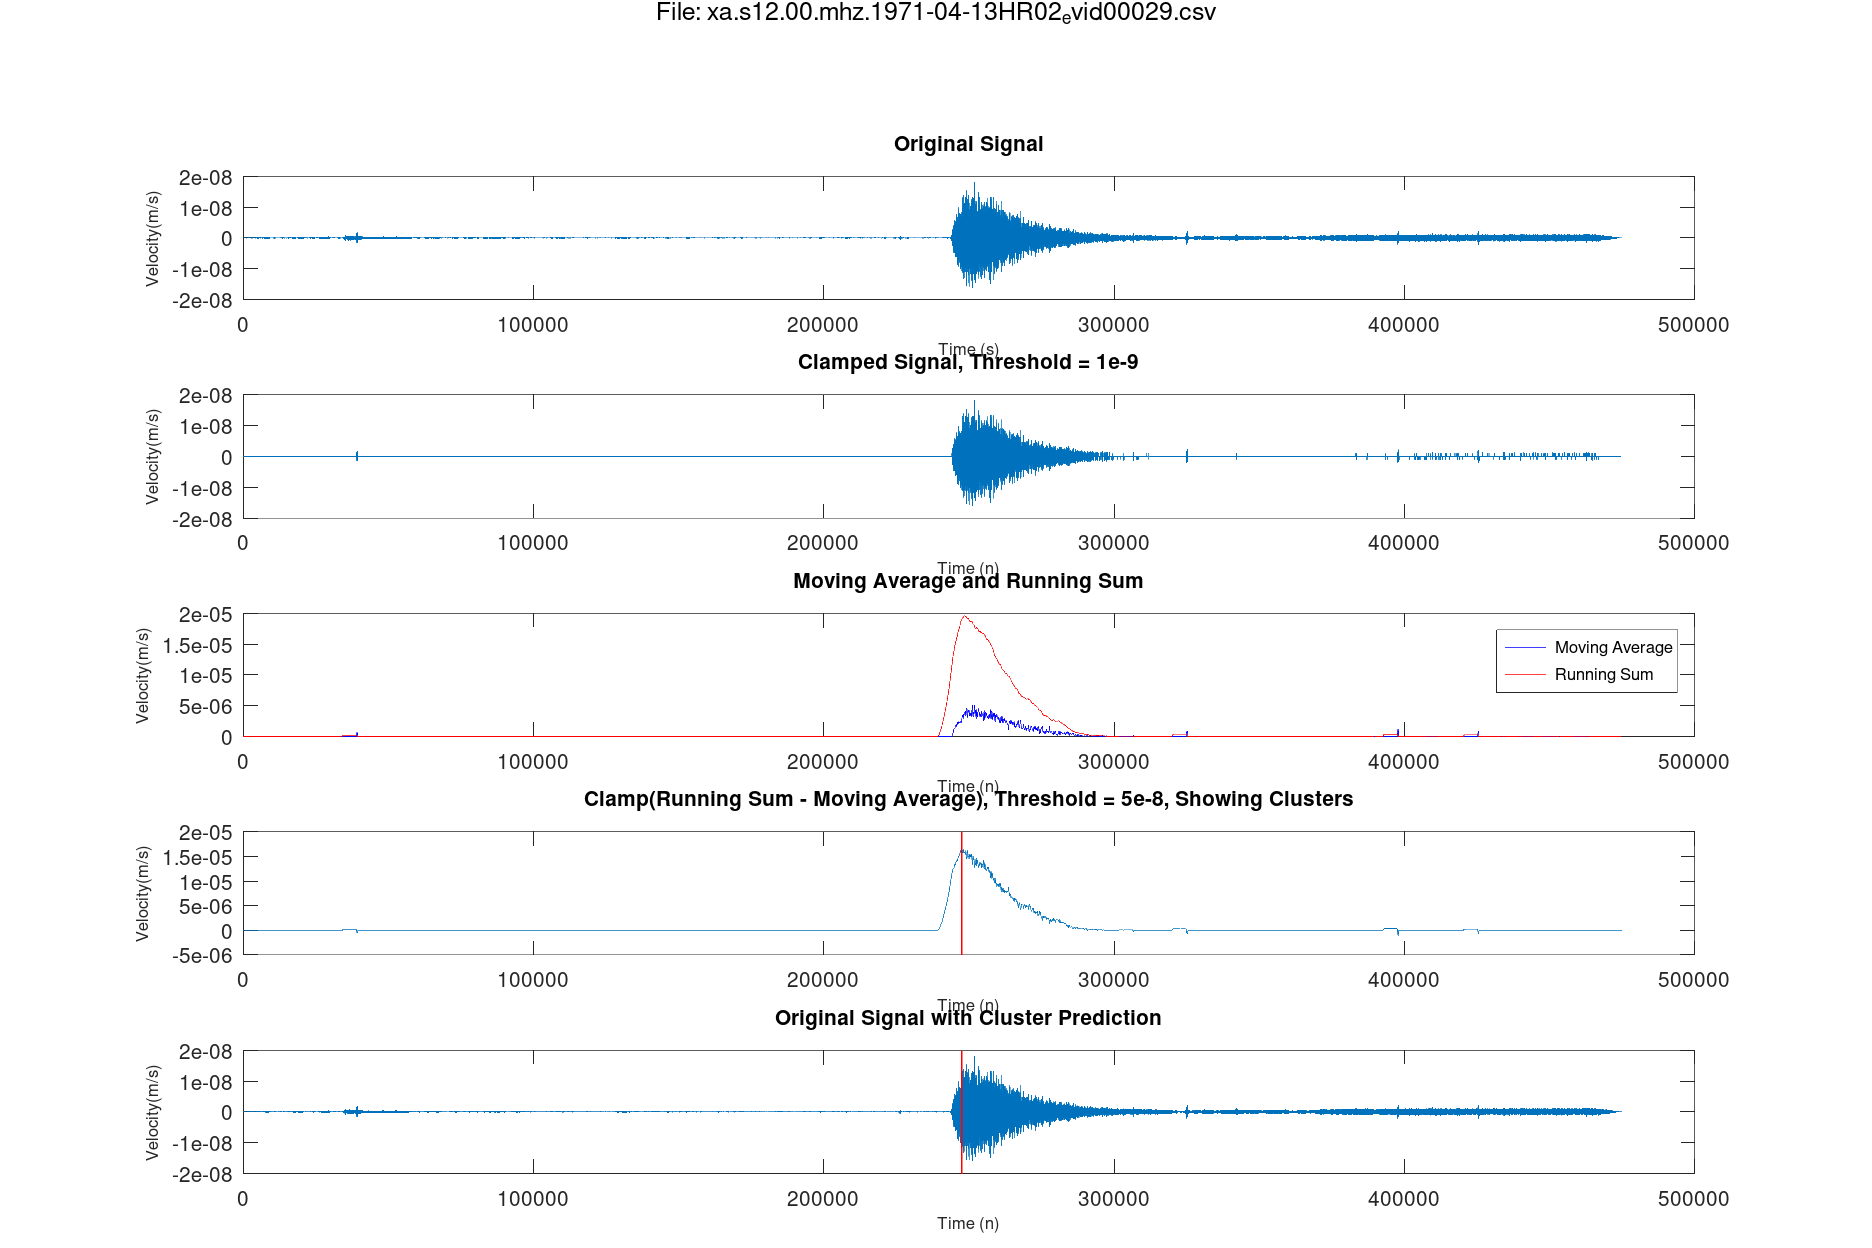 File: xa.s12.00.mhz.1971-04-13HR02ₑvid00029.csv
Original Signal
Velocity(m/s)
2e-08
1e-08
0
-1e-08
-2e-08
0 100000 200000 300000 400000 500000
Time (s)
Clamped Signal, Threshold = 1e-9
Velocity(m/s)
2e-08
1e-08
0
-1e-08
-2e-08
0 100000 200000 300000 400000 500000
Time (n)
Moving Average and Running Sum
Velocity(m/s)
2e-05
1.5e-05
1e-05
5e-06
0
Moving Average
Running Sum
0 100000 200000 300000 400000 500000
Time (n)
Clamp(Running Sum - Moving Average), Threshold = 5e-8, Showing Clusters
Velocity(m/s)
2e-05
1.5e-05
1e-05
5e-06
0
-5e-06
0 100000 200000 300000 400000 500000
Time (n)
Original Signal with Cluster Prediction
Velocity(m/s)
2e-08
1e-08
0
-1e-08
-2e-08
0 100000 200000 300000 400000 500000
Time (n)